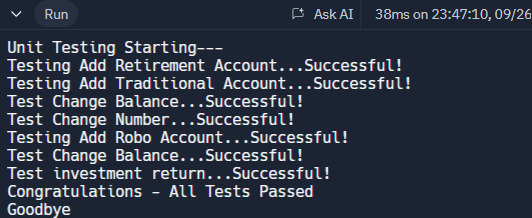 Run
Ask AI
38ms on 23:47:10, 09/26
Unit Testing Starting---
Testing Add Retirement Account...Successful!
Testing Add Traditional Account...Successful!
Test Change Balance...Successful!
Test Change Number...Successful!
Testing Add Robo Account...Successful!
Test Change Balance...Successful!
Test investment return...Successful!
Congratulations - All Tests Passed
Goodbye